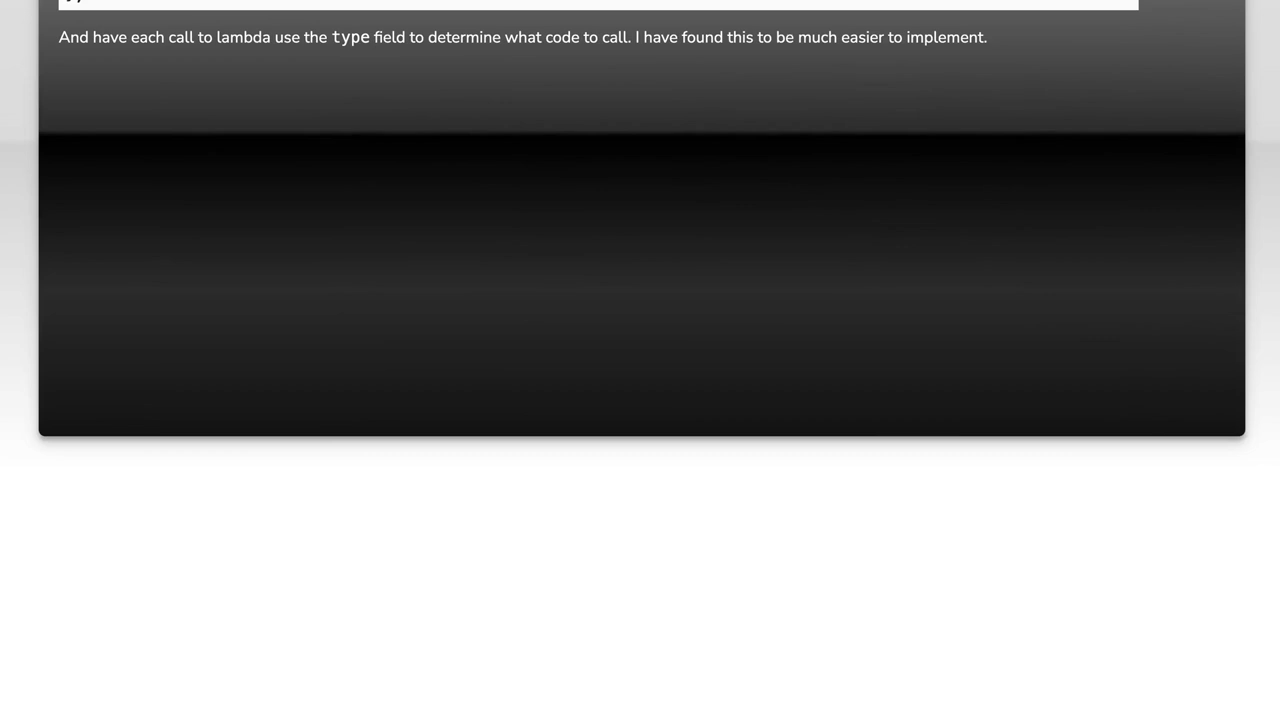 And have each call to lambda use the type field to determine what code to call. I have found this to be much easier to implement.